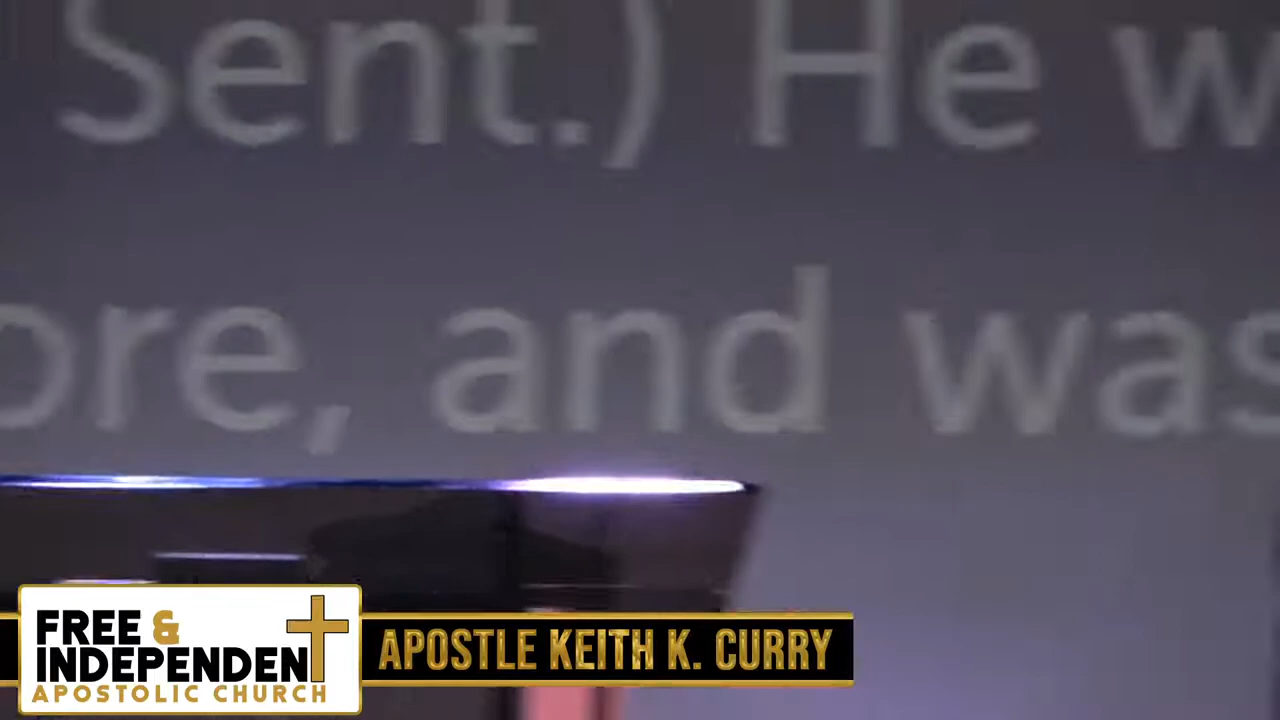 Sent.) He w
ore, and was
FREE &
INDEPENDENT
APOSTOLIC CHURCH
APOSTLE KEITH K. CURRY